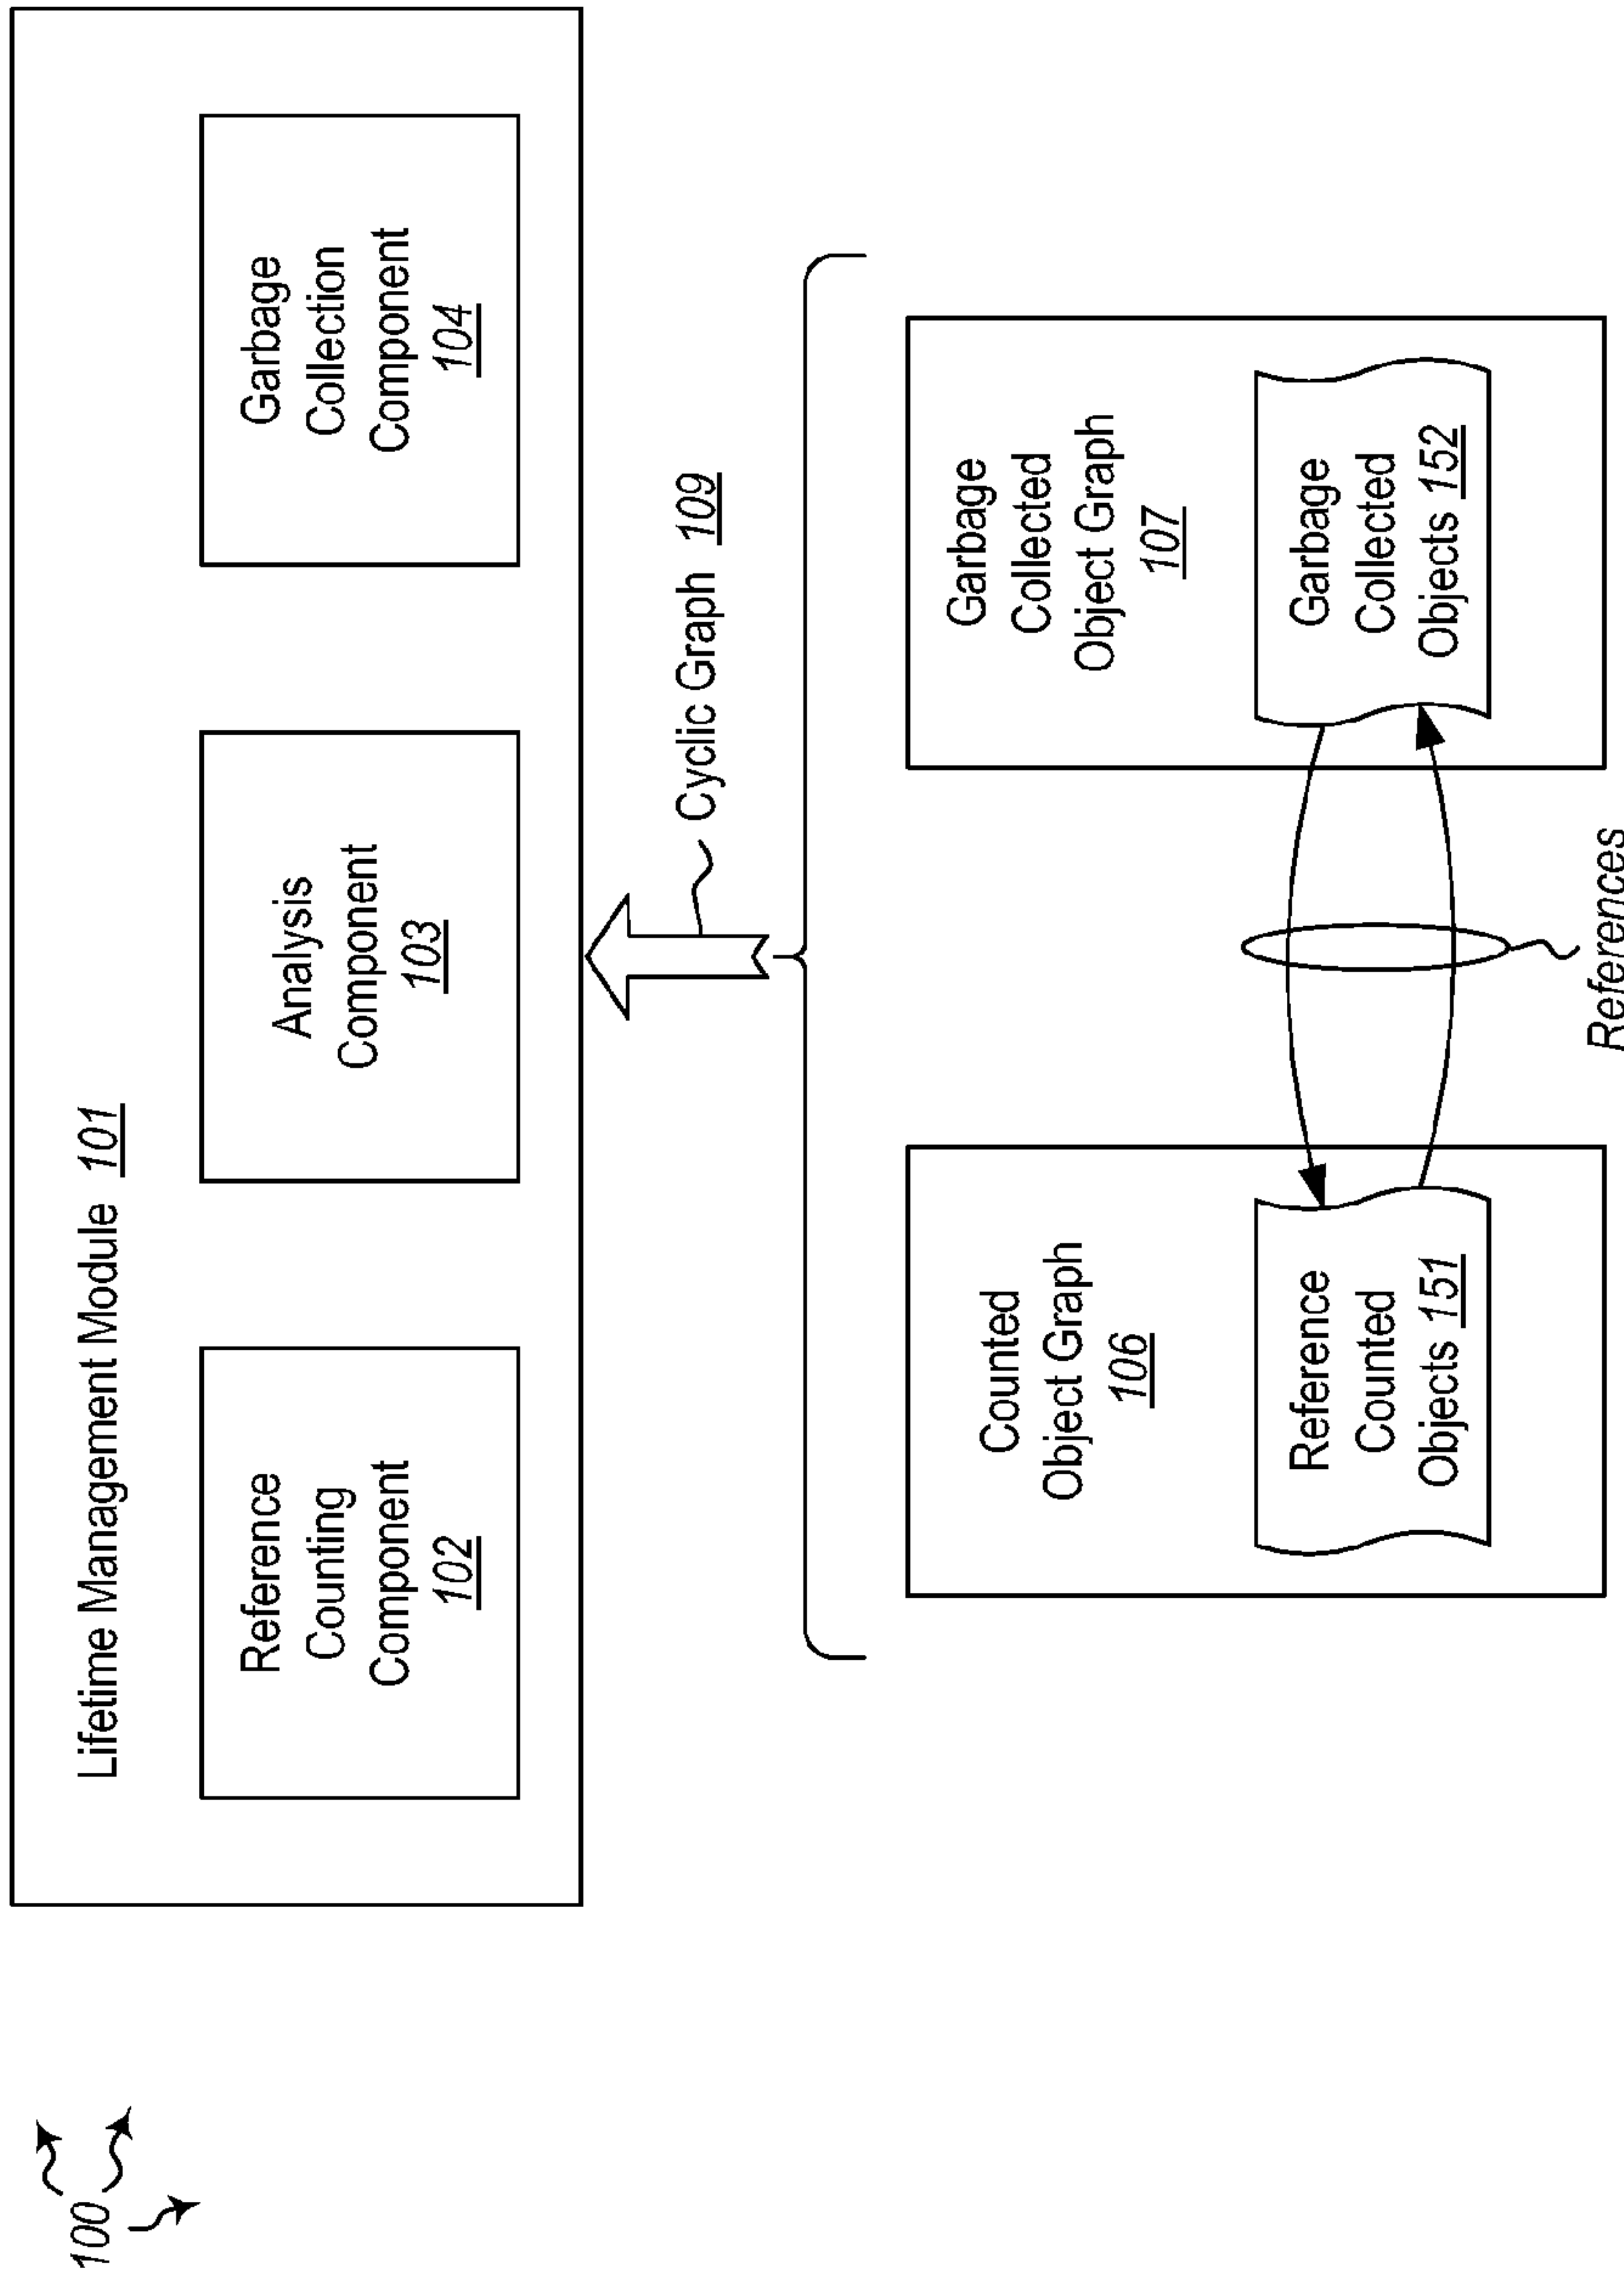 100
Lifetime Management Module 101
Reference
Counting
Component
102
Analysis
Component
103
Garbage
Collection
Component
104
Cyclic Graph 109
Counted
Object Graph
106
Reference
Counted
Objects 151
Garbage
Collected
Object Graph
107
Garbage
Collected
Objects 152
References